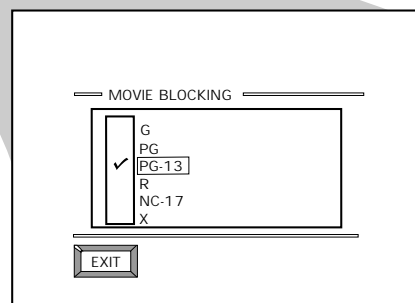 MOVIE BLOCKING
G
PG
✓ PG-13
R
NC-17
X
EXIT